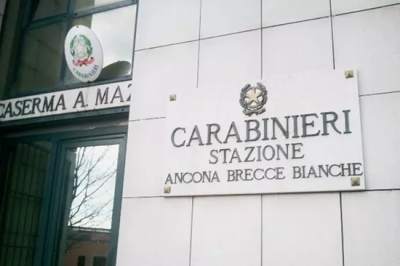 CASERMA A. MAZ
CARABINIERI
STAZIONE
ANCONA BRECCE BIANCHE